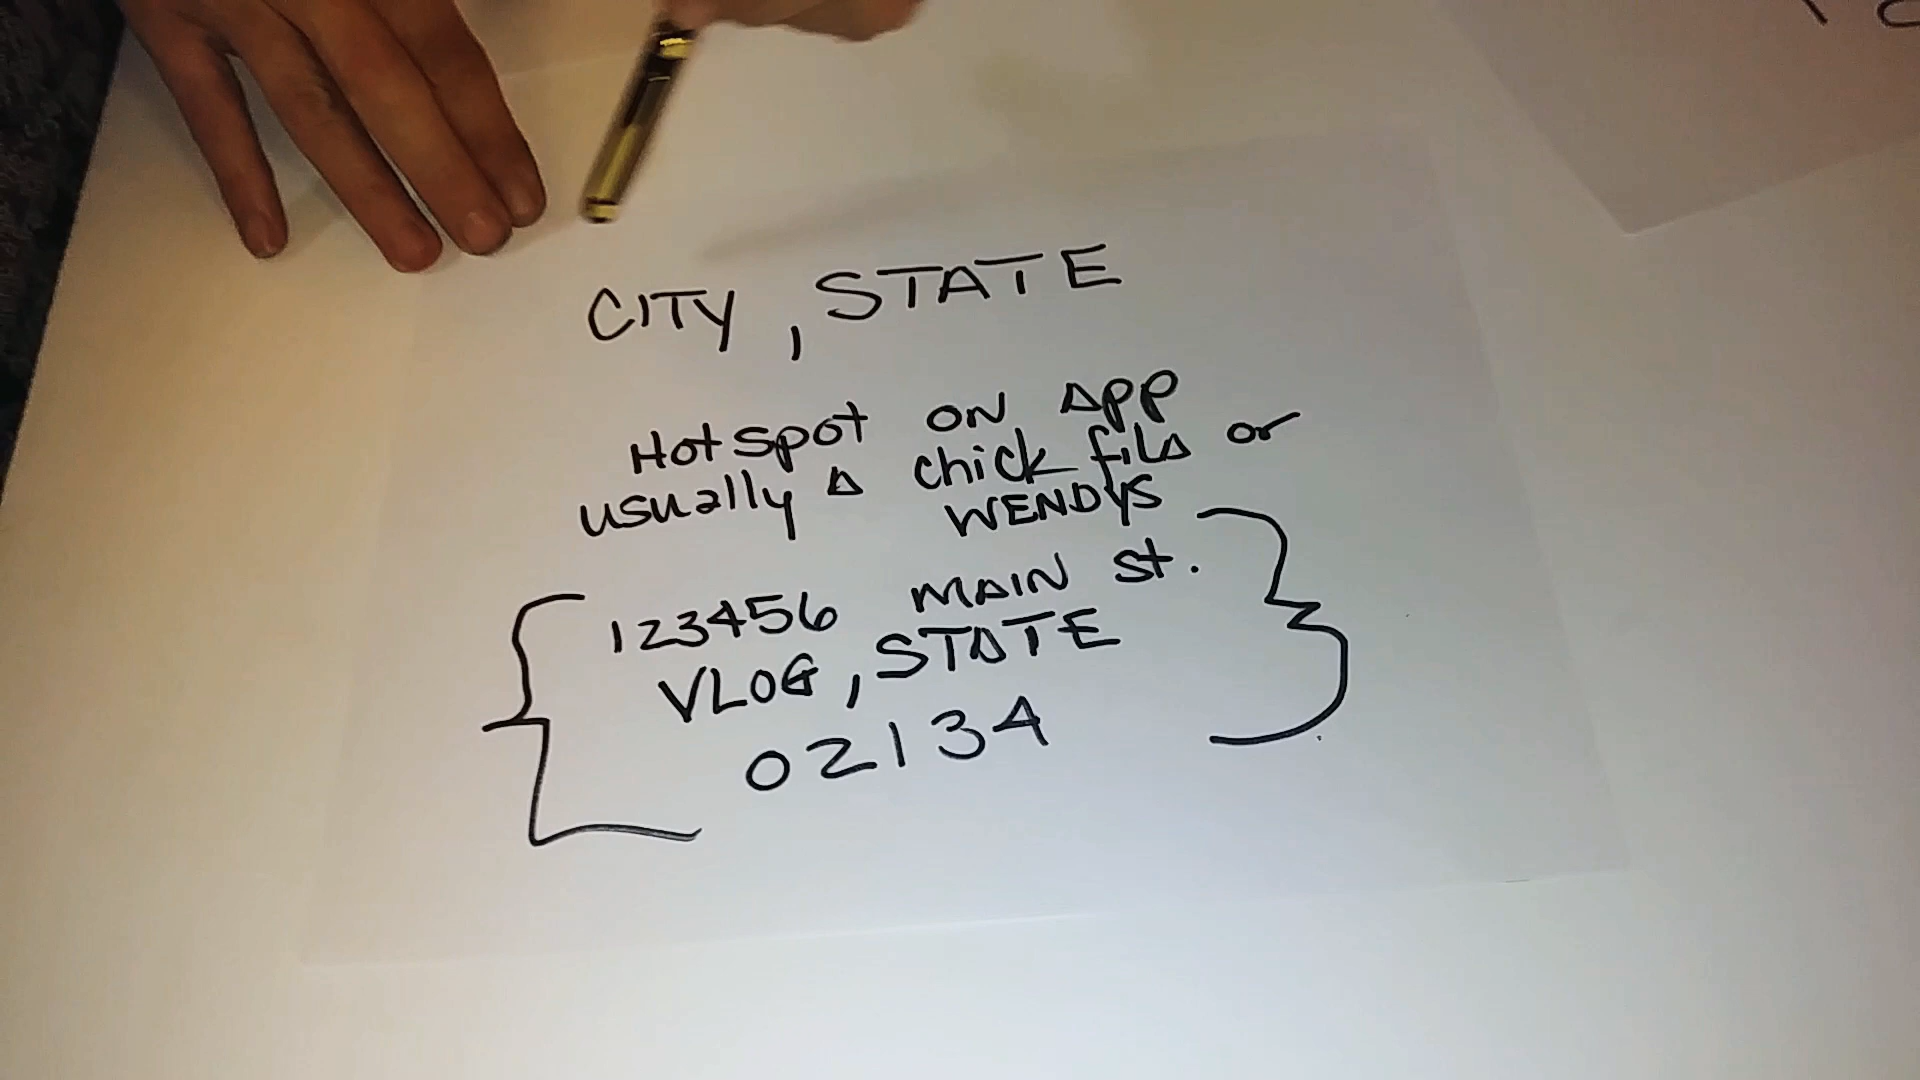 CITY, STATE
Hotspot on App
usually A chick fila or
WENDYS
123456 MAIN St.
VLOG, STATE
02134